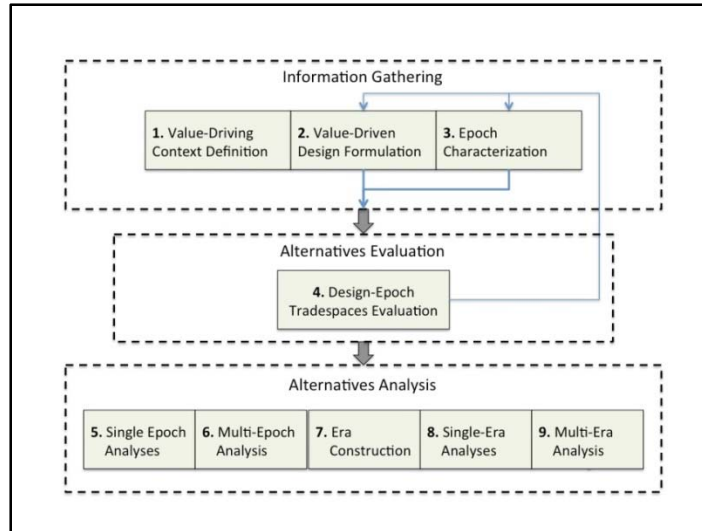 Information Gathering
1. Value-Driving
Context Definition
2. Value-Driven
Design Formulation
3. Epoch
Characterization
Alternatives Evaluation
4. Design-Epoch
Tradespaces Evaluation
Alternatives Analysis
5. Single Epoch
Analyses
6. Multi-Epoch
Analysis
7. Era
Construction
8. Single-Era
Analyses
9. Multi-Era
Analysis